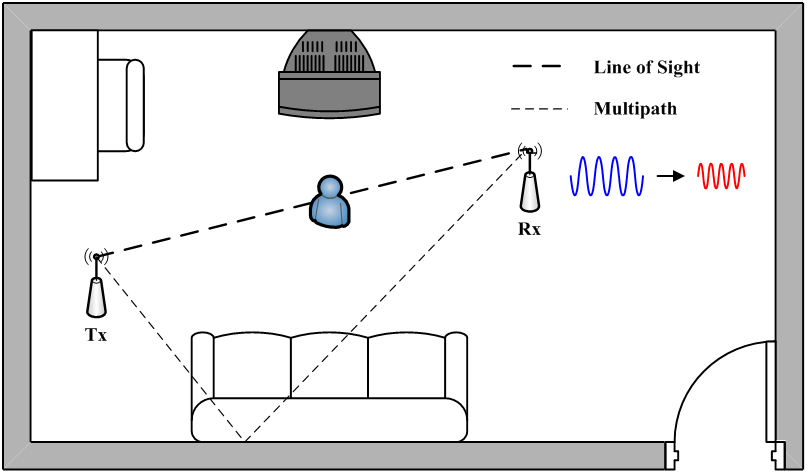 Line of Sight
Multipath
Rx
Tx